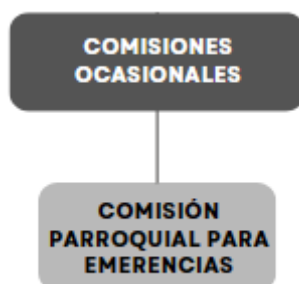 COMISIONES
OCASIONALES
COMISIÓN
PARROQUIAL PARA
EMERENCIAS